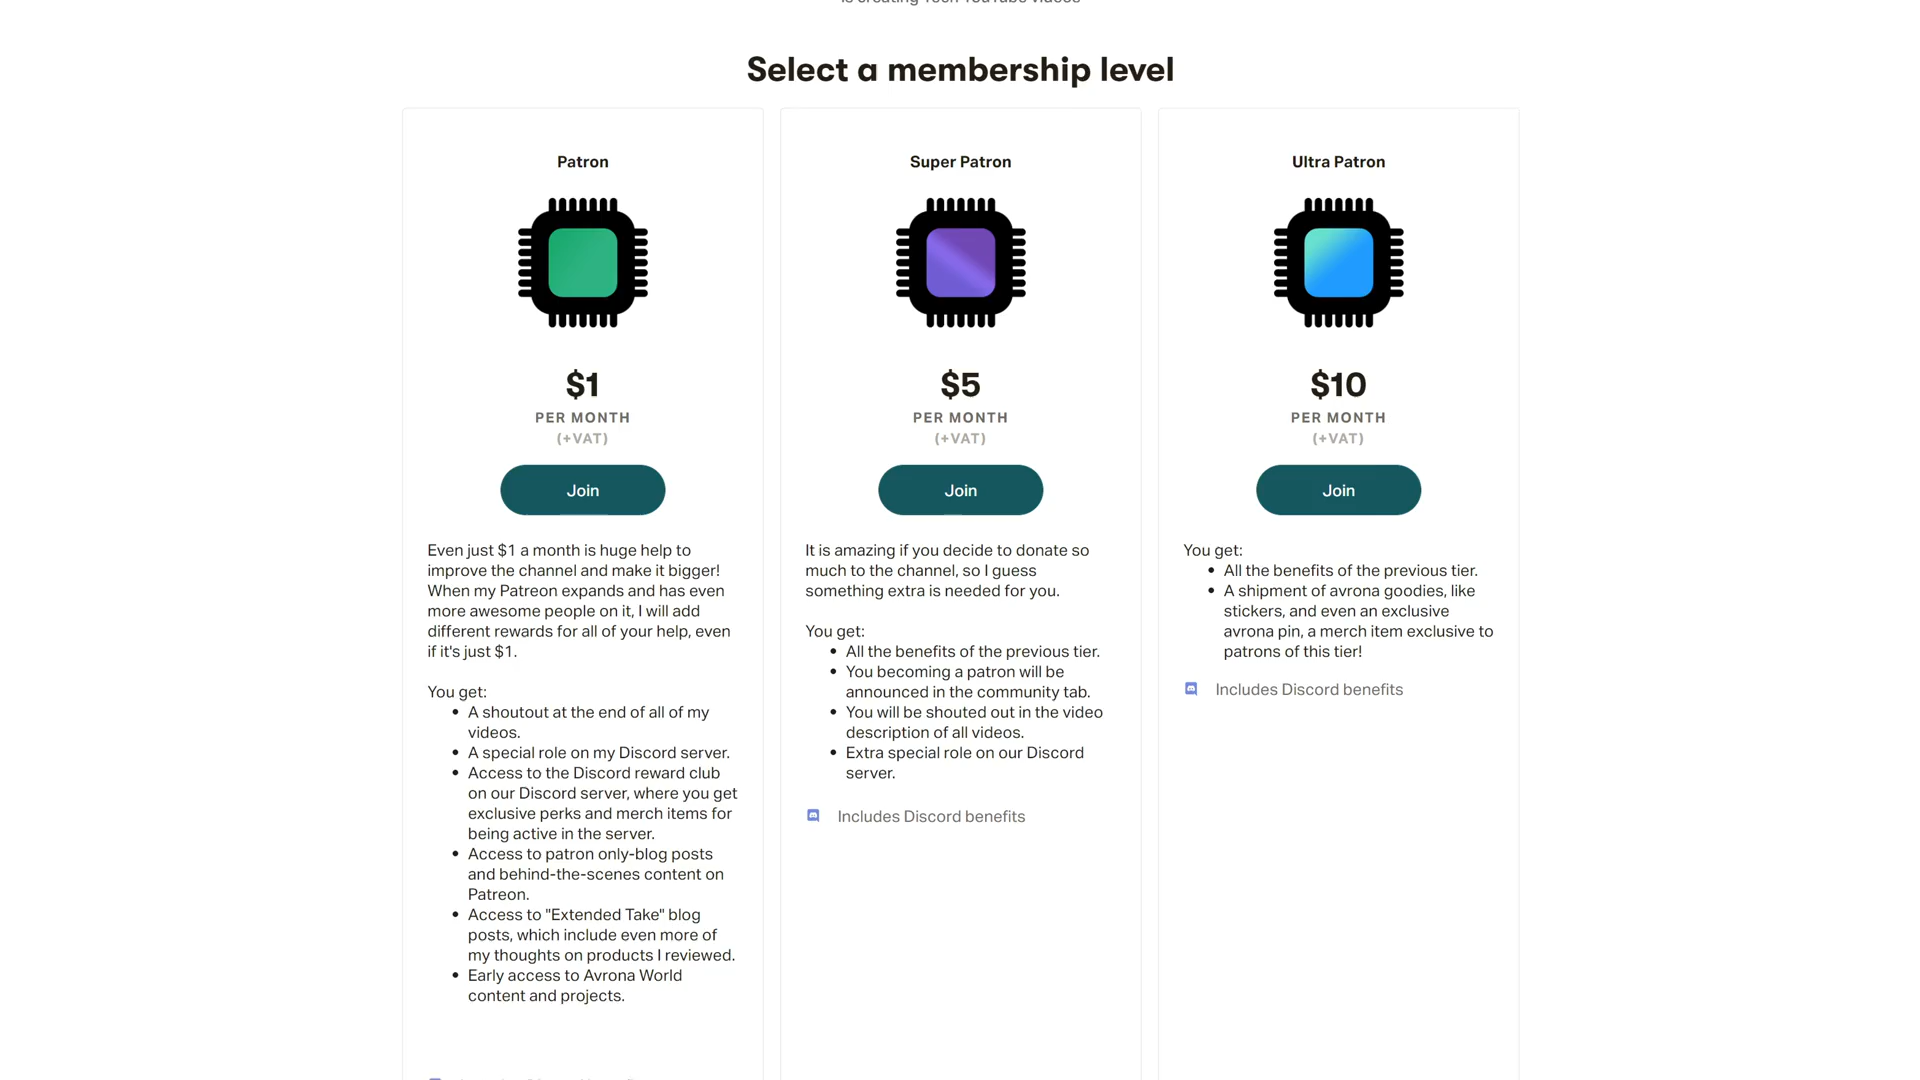 is creating Tech YouTube videos
Select a membership level
Patron
$1
PER MONTH
(+VAT)
Join
Even just $1 a month is huge help to
improve the channel and make it bigger!
When my Patreon expands and has even
more awesome people on it, I will add
different rewards for all of your help, even
if it's just $1.
You get:
A shoutout at the end of all of my
videos.
A special role on my Discord server.
Access to the Discord reward club
on our Discord server, where you get
exclusive perks and merch items for
being active in the server.
Access to patron only-blog posts
and behind-the-scenes content on
Patreon.
Access to "Extended Take" blog
posts, which include even more of
my thoughts on products I reviewed.
Early access to Avrona World
content and projects.
Super Patron
$5
PER MONTH
(+VAT)
Join
It is amazing if you decide to donate so
much to the channel, so I guess
something extra is needed for you.
You get:
All the benefits of the previous tier.
You becoming a patron will be
announced in the community tab.
You will be shouted out in the video
description of all videos.
Extra special role on our Discord
server.
Includes Discord benefits
Ultra Patron
$10
PER MONTH
(+VAT)
Join
You get:
All the benefits of the previous tier.
A shipment of avrona goodies, like
stickers, and even an exclusive
avrona pin, a merch item exclusive to
patrons of this tier!
Includes Discord benefits